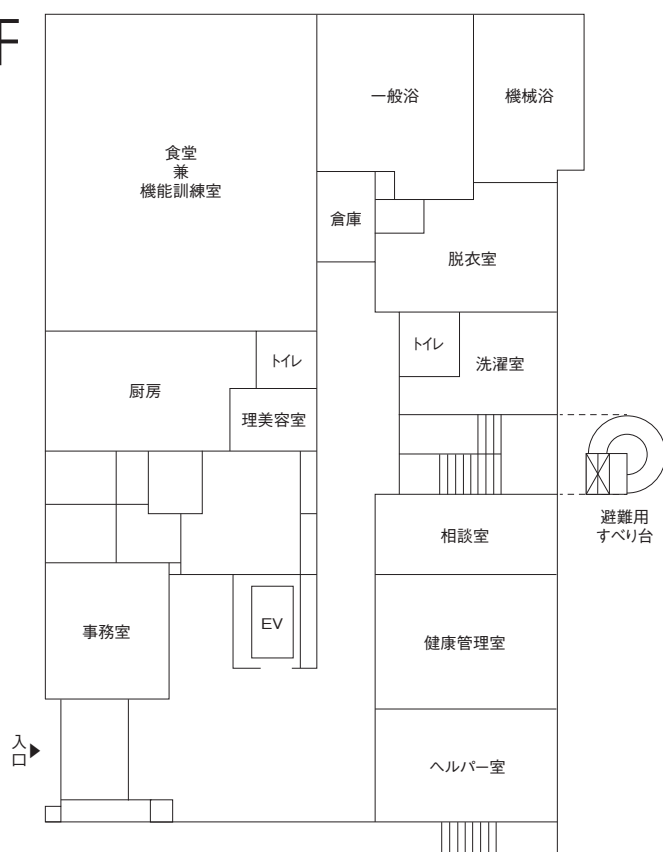 F
一般浴
機械浴
食堂
兼
機能訓練室
倉庫
脱衣室
トイレ
トイレ
洗濯室
厨房
理美容室
避難用
すべり台
相談室
EV
事務室
健康管理室
入口
ヘルパー室